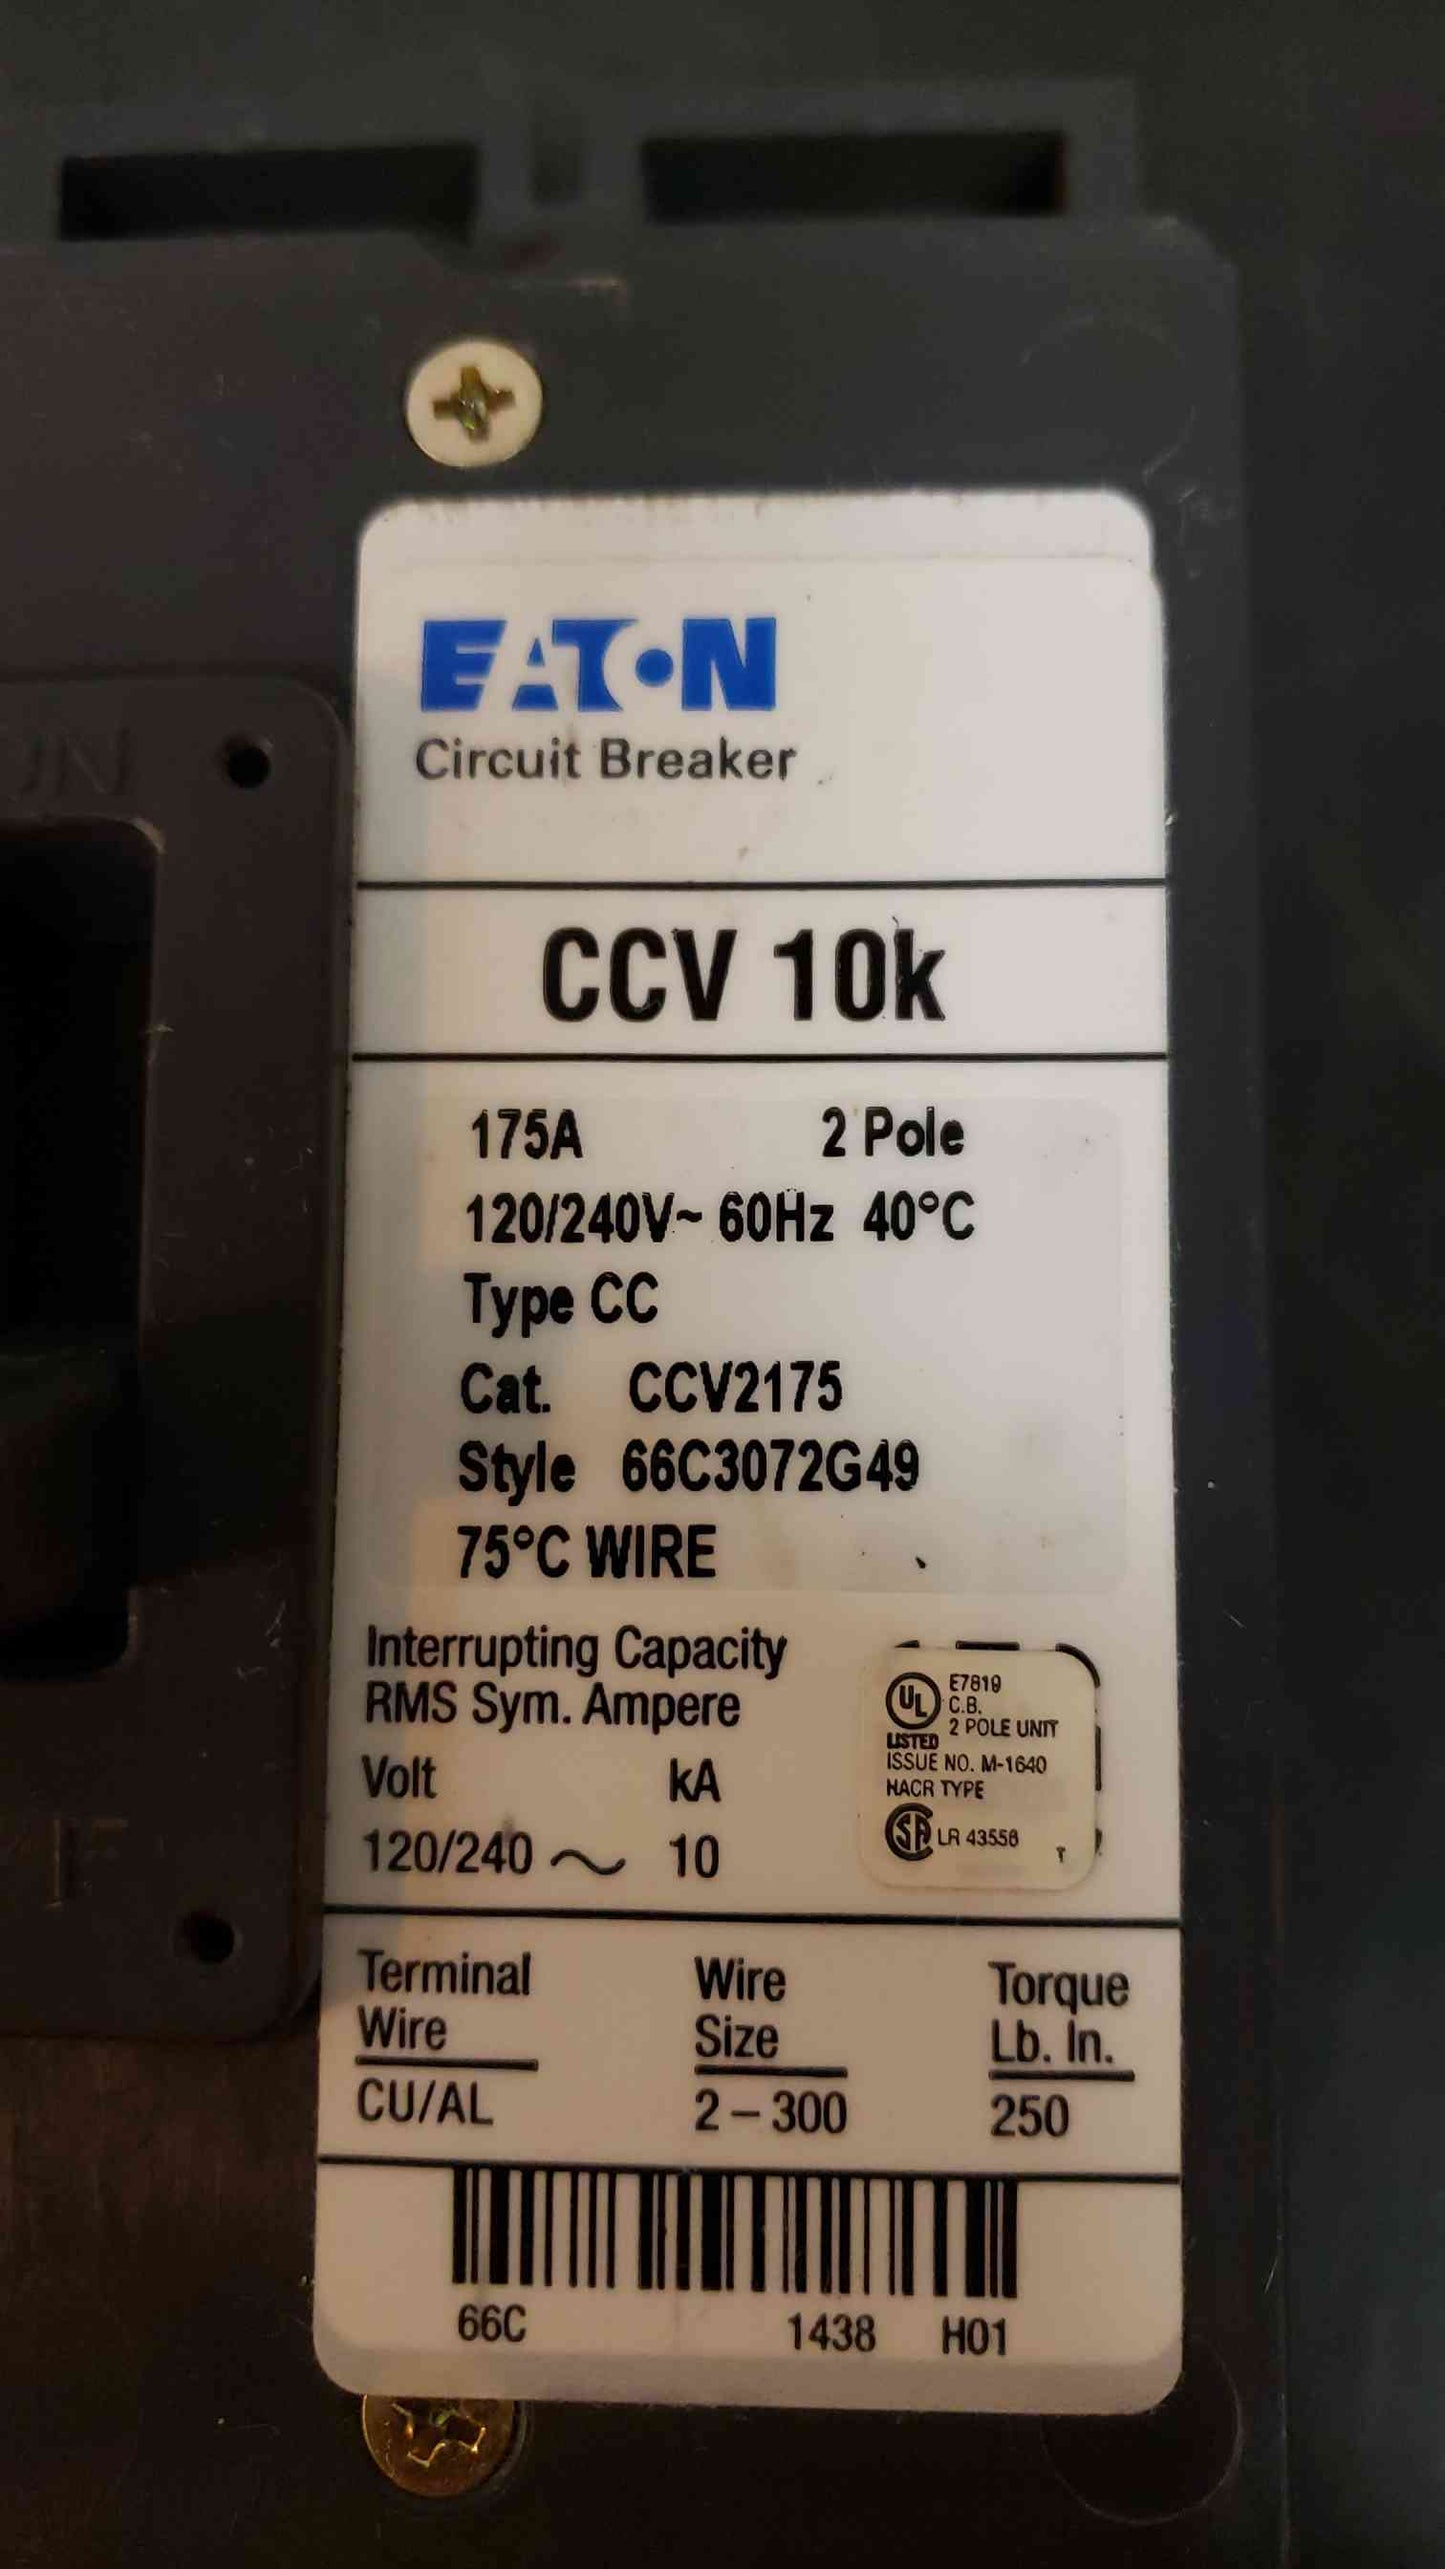 EATON
Circuit Breaker
CCV 10k
175A 2 Pole
120/240V~ 60Hz 40°C
Type CC
Cat. CCV2175
Style 66C3072G49
75°C WIRE
Interrupting Capacity
RMS Sym. Ampere
Volt kA
120/240 ~ 10
UL E7819
C.B.
LISTED 2 POLE UNIT
ISSUE NO. M-1640
HACR TYPE
SA LR 43556 T
Terminal Wire Torque
Wire Size Lb. In.
CU/AL 2 – 300 250
66C 1438 H01